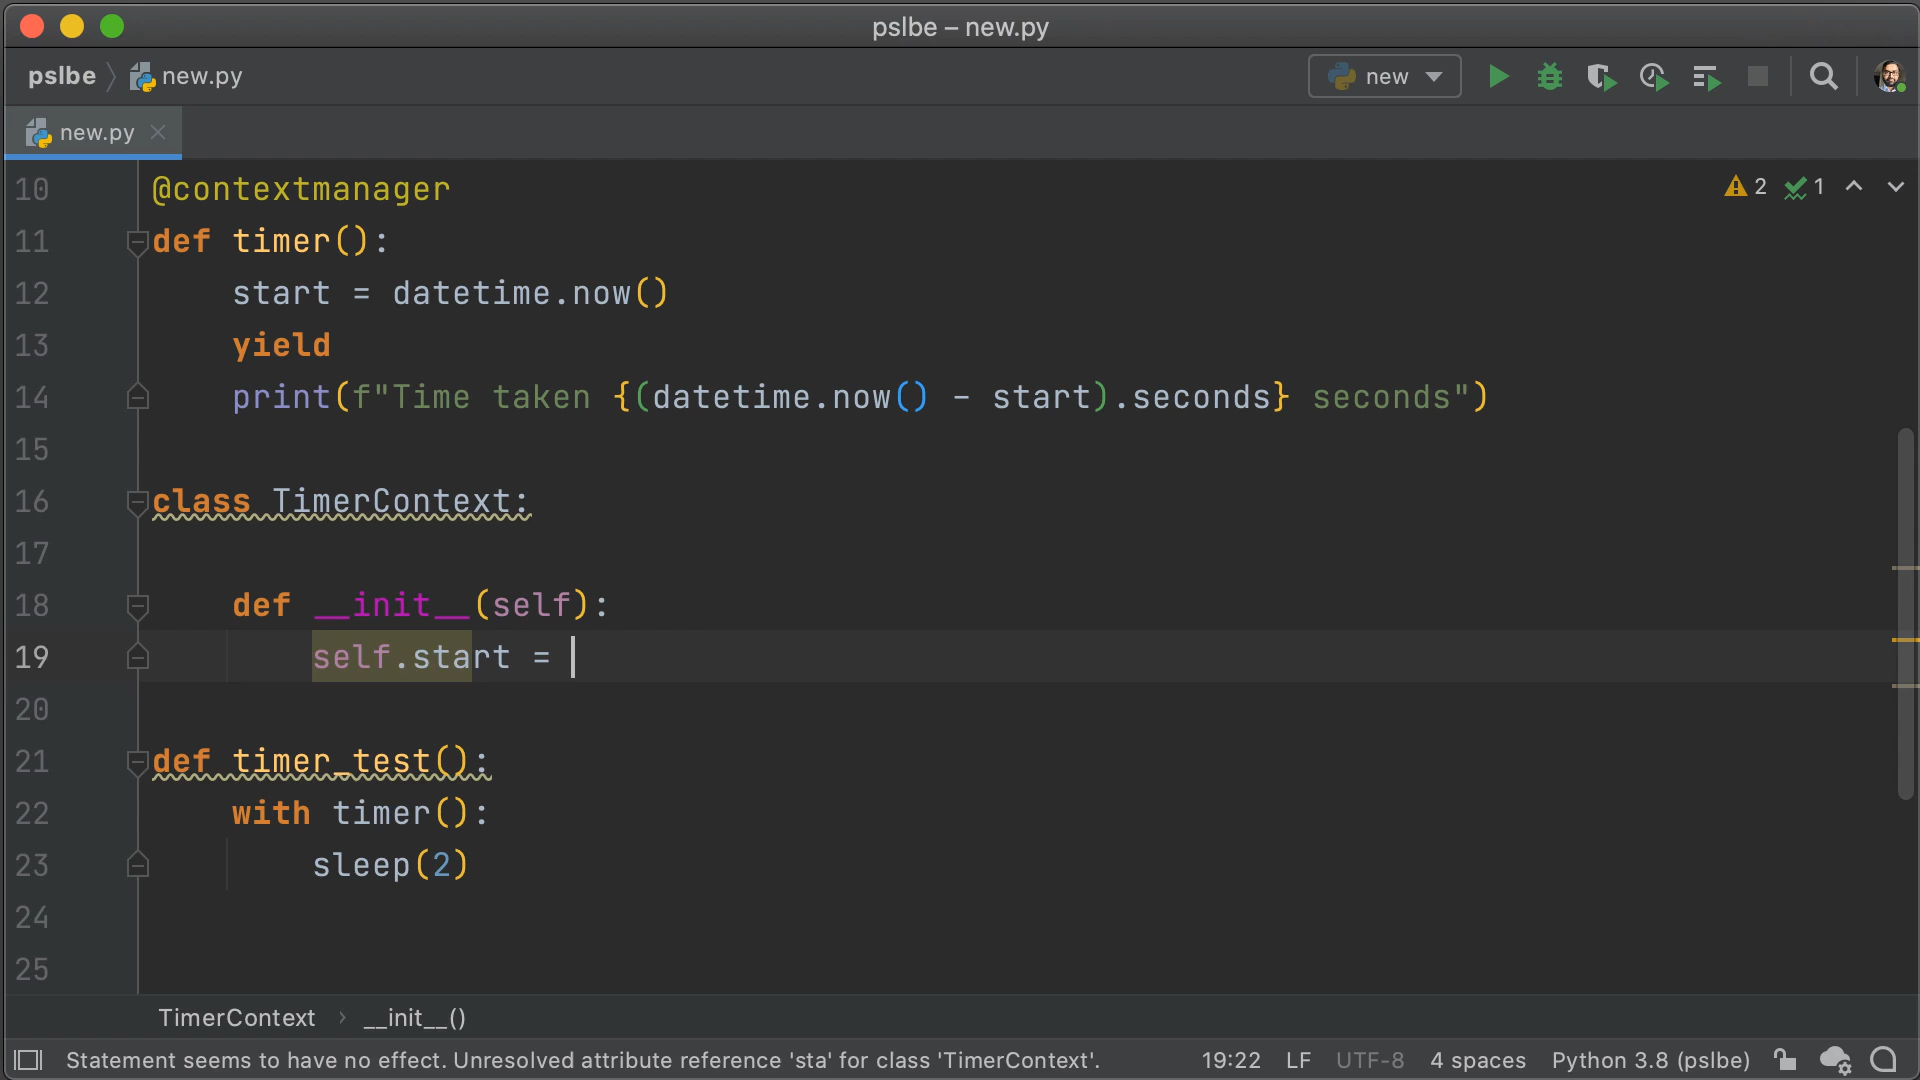 pslbe – new.py
pslbe new.py new
new.py
2 1
10 @contextmanager
11 def timer():
12 start = datetime.now()
13 yield
14 print(f"Time taken {(datetime.now() - start).seconds} seconds")
15
16 class TimerContext:
17
18 def __init__(self):
19 self.start =
20
21 def timer_test():
22 with timer():
23 sleep(2)
24
25
TimerContext › __init__()
Statement seems to have no effect. Unresolved attribute reference 'sta' for class 'TimerContext'. 19:22 LF UTF-8 4 spaces Python 3.8 (pslbe)